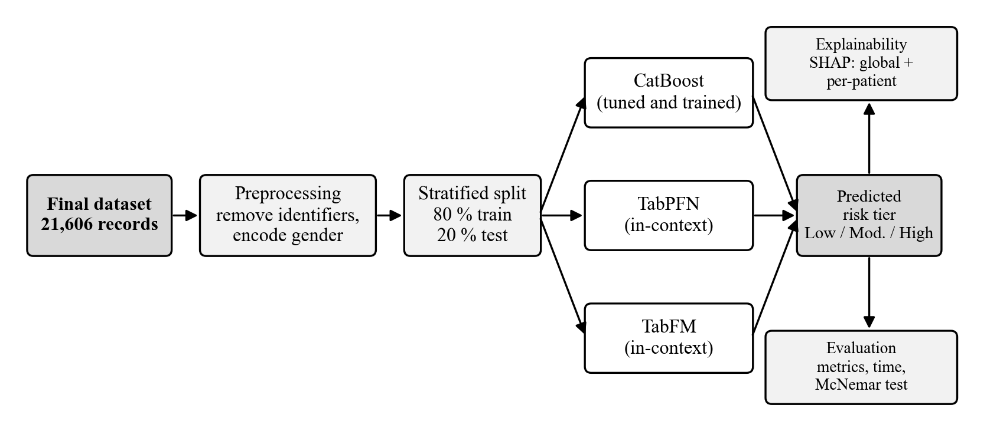 Final dataset
21,606 records
Preprocessing
remove identifiers,
encode gender
Stratified split
80 % train
20 % test
CatBoost
(tuned and trained)
TabPFN
(in-context)
TabFM
(in-context)
Predicted
risk tier
Low / Mod. / High
Explainability
SHAP: global +
per-patient
Evaluation
metrics, time,
McNemar test